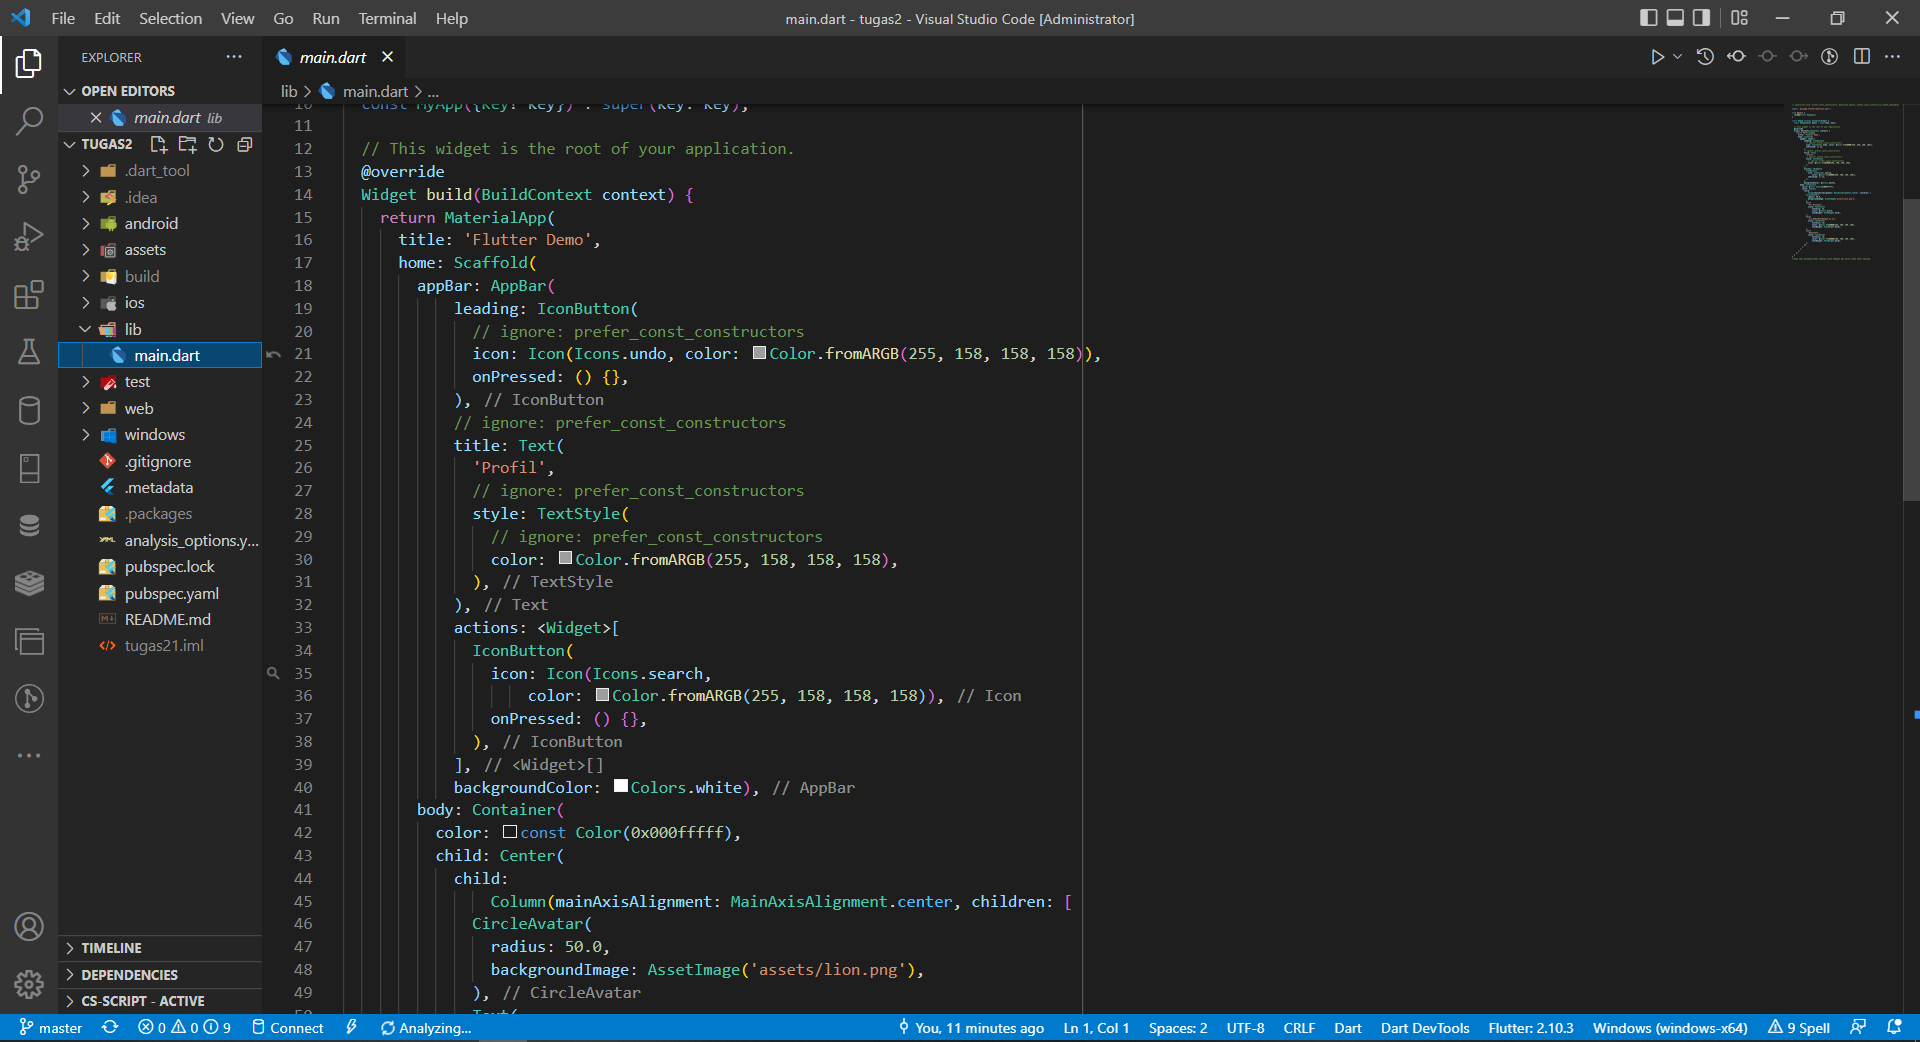 File Edit Selection View Go Run Terminal Help
main.dart - tugas2 - Visual Studio Code [Administrator]
EXPLORER
OPEN EDITORS
main.dart lib
TUGAS2
.dart_tool
.idea
android
assets
build
ios
lib
main.dart
test
web
windows
.gitignore
.metadata
.packages
analysis_options.y...
pubspec.lock
pubspec.yaml
README.md
tugas21.iml
TIMELINE
DEPENDENCIES
CS-SCRIPT - ACTIVE
main.dart
lib > main.dart > ...
10 const MyApp({Key? key}) : super(key: key);
11
12 // This widget is the root of your application.
13 @override
14 Widget build(BuildContext context) {
15 return MaterialApp(
16 title: 'Flutter Demo',
17 home: Scaffold(
18 appBar: AppBar(
19 leading: IconButton(
20 // ignore: prefer_const_constructors
21 icon: Icon(Icons.undo, color: Color.fromARGB(255, 158, 158, 158)),
22 onPressed: () {},
23 ), // IconButton
24 // ignore: prefer_const_constructors
25 title: Text(
26 'Profil',
27 // ignore: prefer_const_constructors
28 style: TextStyle(
29 // ignore: prefer_const_constructors
30 color: Color.fromARGB(255, 158, 158, 158),
31 ), // TextStyle
32 ), // Text
33 actions: <Widget>[
34 IconButton(
35 icon: Icon(Icons.search,
36 color: Color.fromARGB(255, 158, 158, 158)), // Icon
37 onPressed: () {},
38 ), // IconButton
39 ], // <Widget>[]
40 backgroundColor: Colors.white), // AppBar
41 body: Container(
42 color: const Color(0x000fffff),
43 child: Center(
44 child:
45 Column(mainAxisAlignment: MainAxisAlignment.center, children: [
46 CircleAvatar(
47 radius: 50.0,
48 backgroundImage: AssetImage('assets/lion.png'),
49 ), // CircleAvatar
50 Text(
master 0 0 9 Connect Analyzing... You, 11 minutes ago Ln 1, Col 1 Spaces: 2 UTF-8 CRLF Dart Dart DevTools Flutter: 2.10.3 Windows (windows-x64) 9 Spell